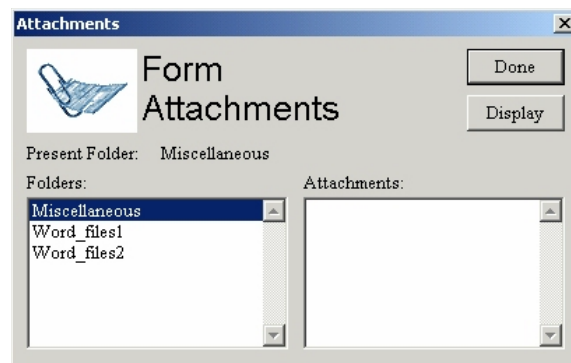 Attachments
Form
Attachments
Done
Display
Present Folder: Miscellaneous
Folders:
Attachments:
Miscellaneous
Word_files1
Word_files2